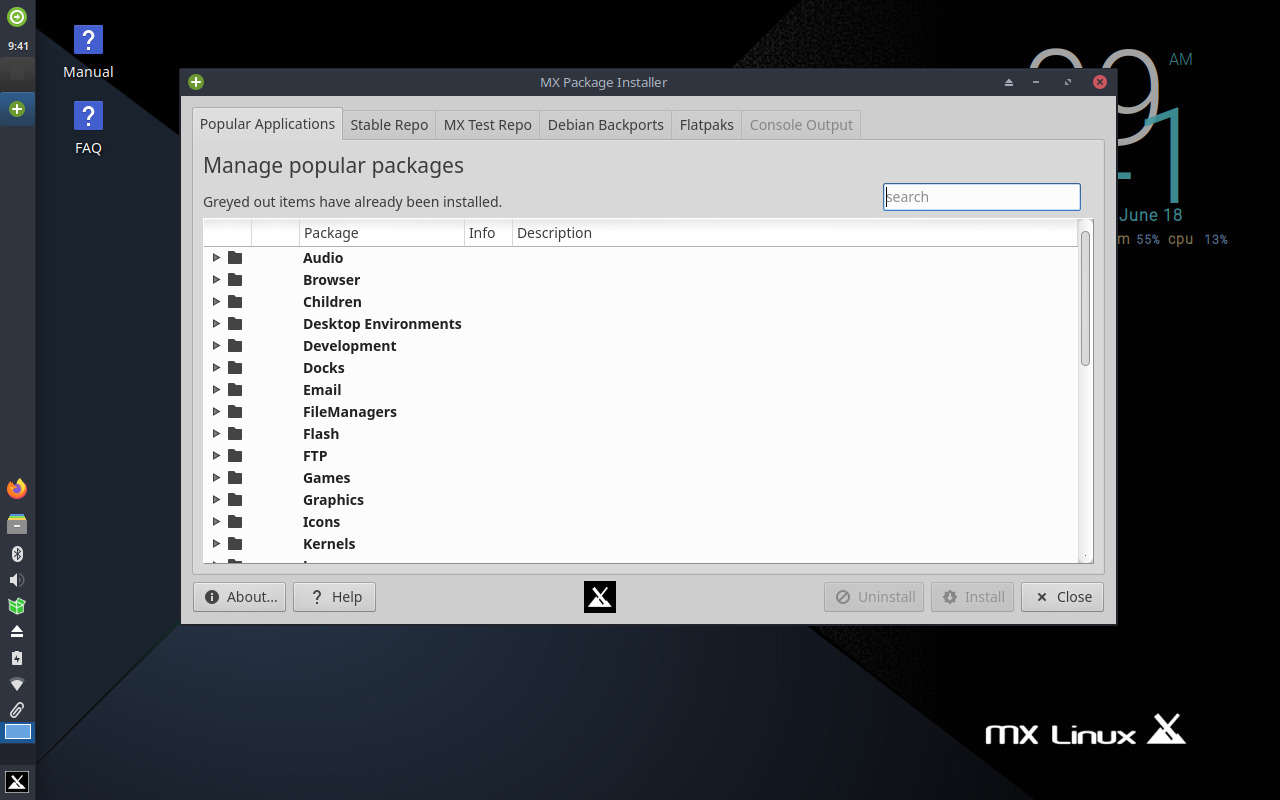 9:41
Manual
FAQ
MX Package Installer
Popular Applications
Stable Repo
MX Test Repo
Debian Backports
Flatpaks
Console Output
Manage popular packages
Greyed out items have already been installed.
search
Package Info Description
Audio
Browser
Children
Desktop Environments
Development
Docks
Email
FileManagers
Flash
FTP
Games
Graphics
Icons
Kernels
About...
Help
Uninstall
Install
Close
09 AM
41
June 18
m 55% cpu 13%
MX Linux